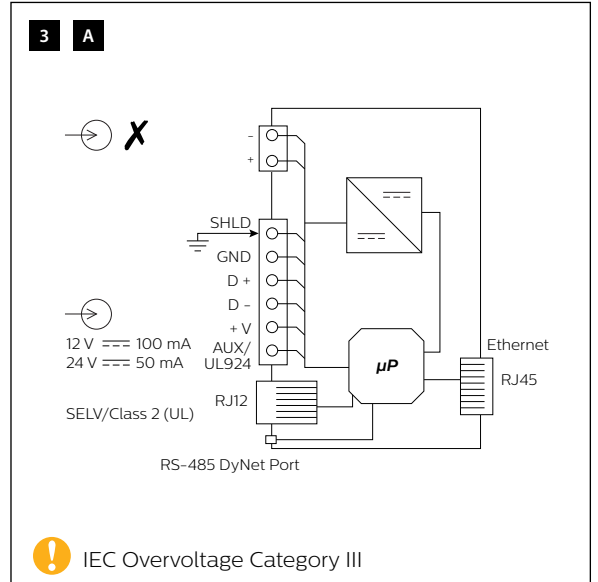 3 A
✗
-
+
SHLD
GND
D +
D -
+ V
AUX/
UL924
12 V ⎓ 100 mA
24 V ⎓ 50 mA
SELV/Class 2 (UL)
RJ12
µP
Ethernet
RJ45
RS-485 DyNet Port
! IEC Overvoltage Category III